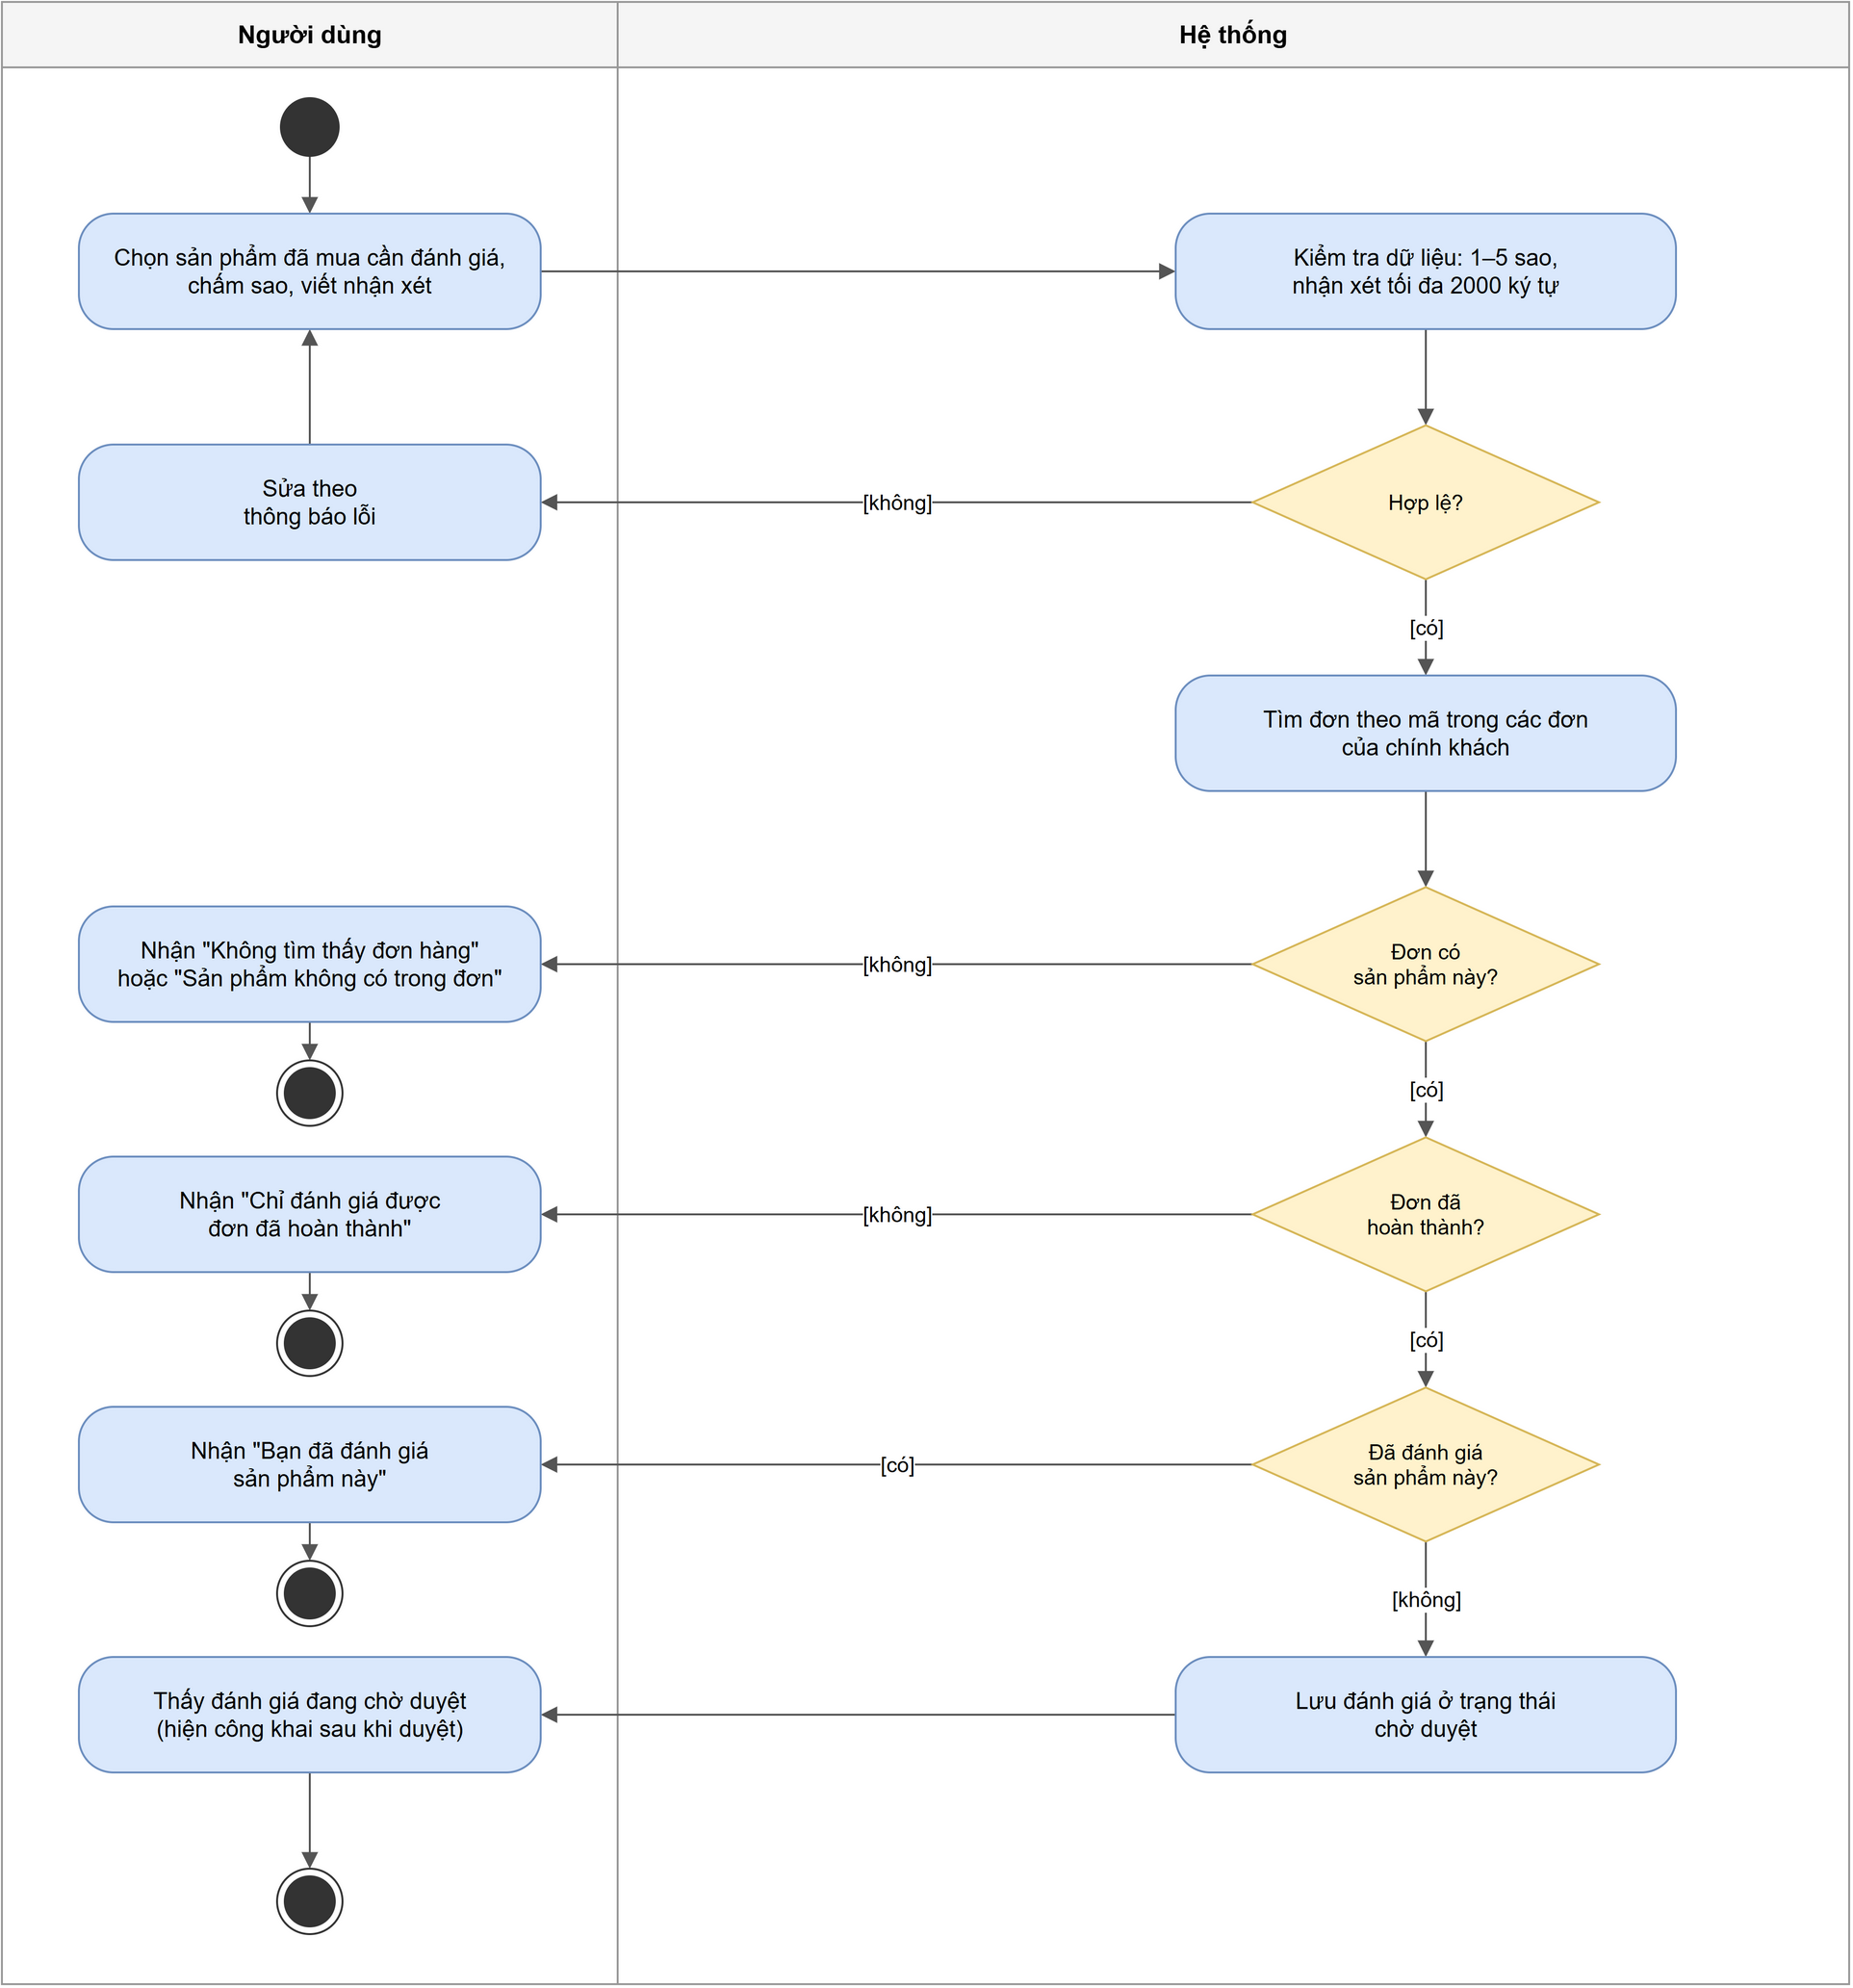 Người dùng
Hệ thống
Chọn sản phẩm đã mua cần đánh giá,
chấm sao, viết nhận xét
Kiểm tra dữ liệu: 1–5 sao,
nhận xét tối đa 2000 ký tự
Sửa theo
thông báo lỗi
[không]
Hợp lệ?
[có]
Tìm đơn theo mã trong các đơn
của chính khách
Nhận "Không tìm thấy đơn hàng"
hoặc "Sản phẩm không có trong đơn"
[không]
Đơn có
sản phẩm này?
[có]
Nhận "Chỉ đánh giá được
đơn đã hoàn thành"
[không]
Đơn đã
hoàn thành?
[có]
Nhận "Bạn đã đánh giá
sản phẩm này"
[có]
Đã đánh giá
sản phẩm này?
[không]
Thấy đánh giá đang chờ duyệt
(hiện công khai sau khi duyệt)
Lưu đánh giá ở trạng thái
chờ duyệt